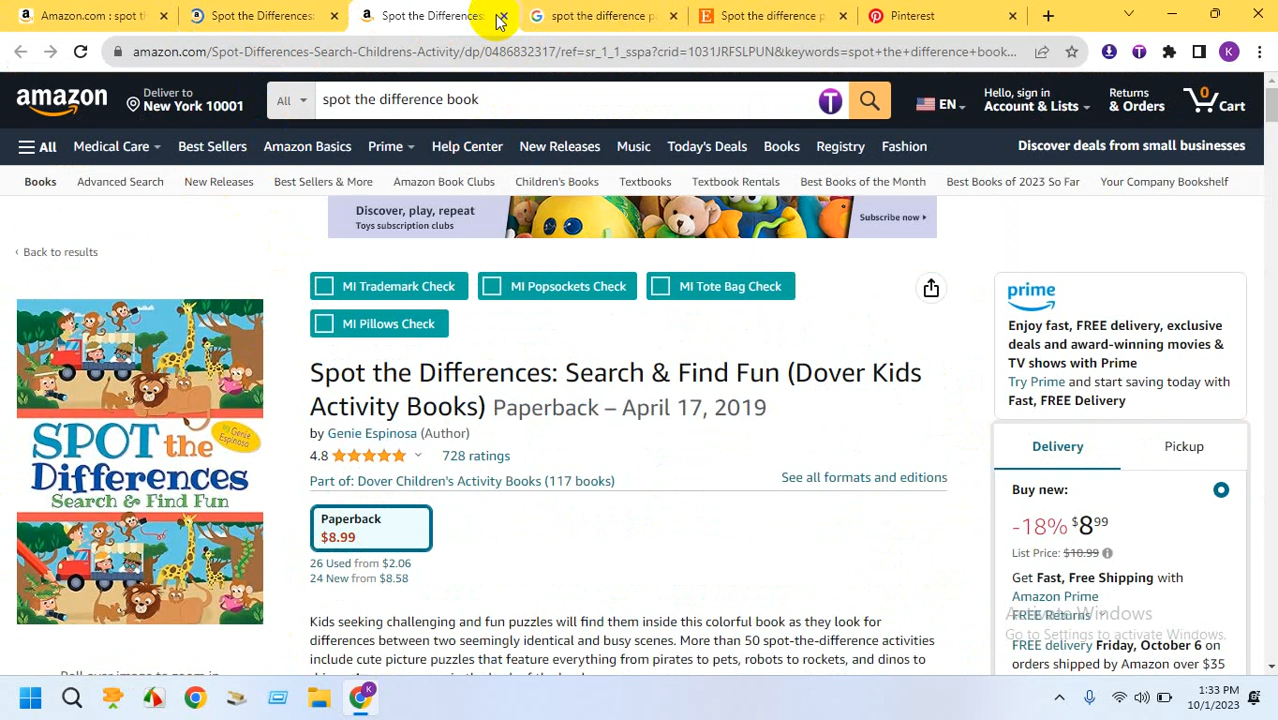 Amazon.com : spot t
Spot the Differences:
Spot the Differences:
spot the difference p
Spot the difference p
Pinterest
amazon.com/Spot-Differences-Search-Childrens-Activity/dp/0486832317/ref=sr_1_1_sspa?crid=1031RFSLPUN&keywords=spot+the+difference+book...
K
amazon
Deliver to
New York 10001
All
spot the difference book
T
EN
Hello, sign in
Account & Lists
Returns
& Orders
0
Cart
All
Medical Care
Best Sellers
Amazon Basics
Prime
Help Center
New Releases
Music
Today's Deals
Books
Registry
Fashion
Discover deals from small businesses
Books
Advanced Search
New Releases
Best Sellers & More
Amazon Book Clubs
Children's Books
Textbooks
Textbook Rentals
Best Books of the Month
Best Books of 2023 So Far
Your Company Bookshelf
Discover, play, repeat
Toys subscription clubs
Subscribe now
‹ Back to results
MI Trademark Check
MI Popsockets Check
MI Tote Bag Check
MI Pillows Check
Spot the Differences: Search & Find Fun (Dover Kids
Activity Books) Paperback – April 17, 2019
by Genie Espinosa (Author)
4.8
728 ratings
Part of: Dover Children's Activity Books (117 books)
See all formats and editions
Paperback
$8.99
26 Used from $2.06
24 New from $8.58
Kids seeking challenging and fun puzzles will find them inside this colorful book as they look for
differences between two seemingly identical and busy scenes. More than 50 spot-the-difference activities
include cute picture puzzles that feature everything from pirates to pets, robots to rockets, and dinos to
SPOT the
by Genie Espinosa
Differences
Search & Find Fun
prime
Enjoy fast, FREE delivery, exclusive
deals and award-winning movies &
TV shows with Prime
Try Prime and start saving today with
Fast, FREE Delivery
Delivery
Pickup
Buy new:
-18% $8.99
List Price: $10.99
Get Fast, Free Shipping with
Amazon Prime
FREE Returns
FREE delivery Friday, October 6 on
orders shipped by Amazon over $35
Activate Windows
Go to Settings to activate Windows.
K
1:33 PM
10/1/2023